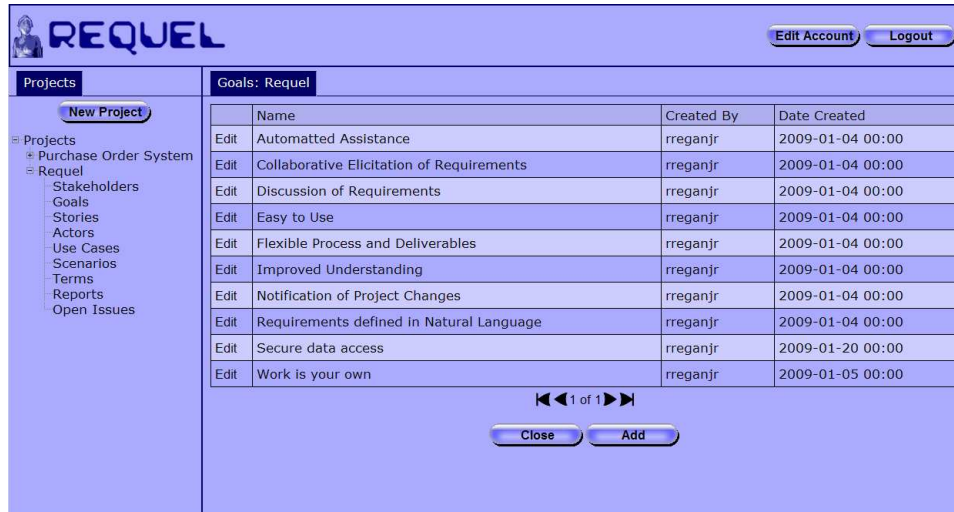 REQUEL
Edit Account Logout
Projects
New Project
Projects
Purchase Order System
Requel
Stakeholders
Goals
Stories
Actors
Use Cases
Scenarios
Terms
Reports
Open Issues
Goals: Requel
Name Created By Date Created
Edit Automatted Assistance rreganjr 2009-01-04 00:00
Edit Collaborative Elicitation of Requirements rreganjr 2009-01-04 00:00
Edit Discussion of Requirements rreganjr 2009-01-04 00:00
Edit Easy to Use rreganjr 2009-01-04 00:00
Edit Flexible Process and Deliverables rreganjr 2009-01-04 00:00
Edit Improved Understanding rreganjr 2009-01-04 00:00
Edit Notification of Project Changes rreganjr 2009-01-04 00:00
Edit Requirements defined in Natural Language rreganjr 2009-01-04 00:00
Edit Secure data access rreganjr 2009-01-20 00:00
Edit Work is your own rreganjr 2009-01-05 00:00
1 of 1
Close Add